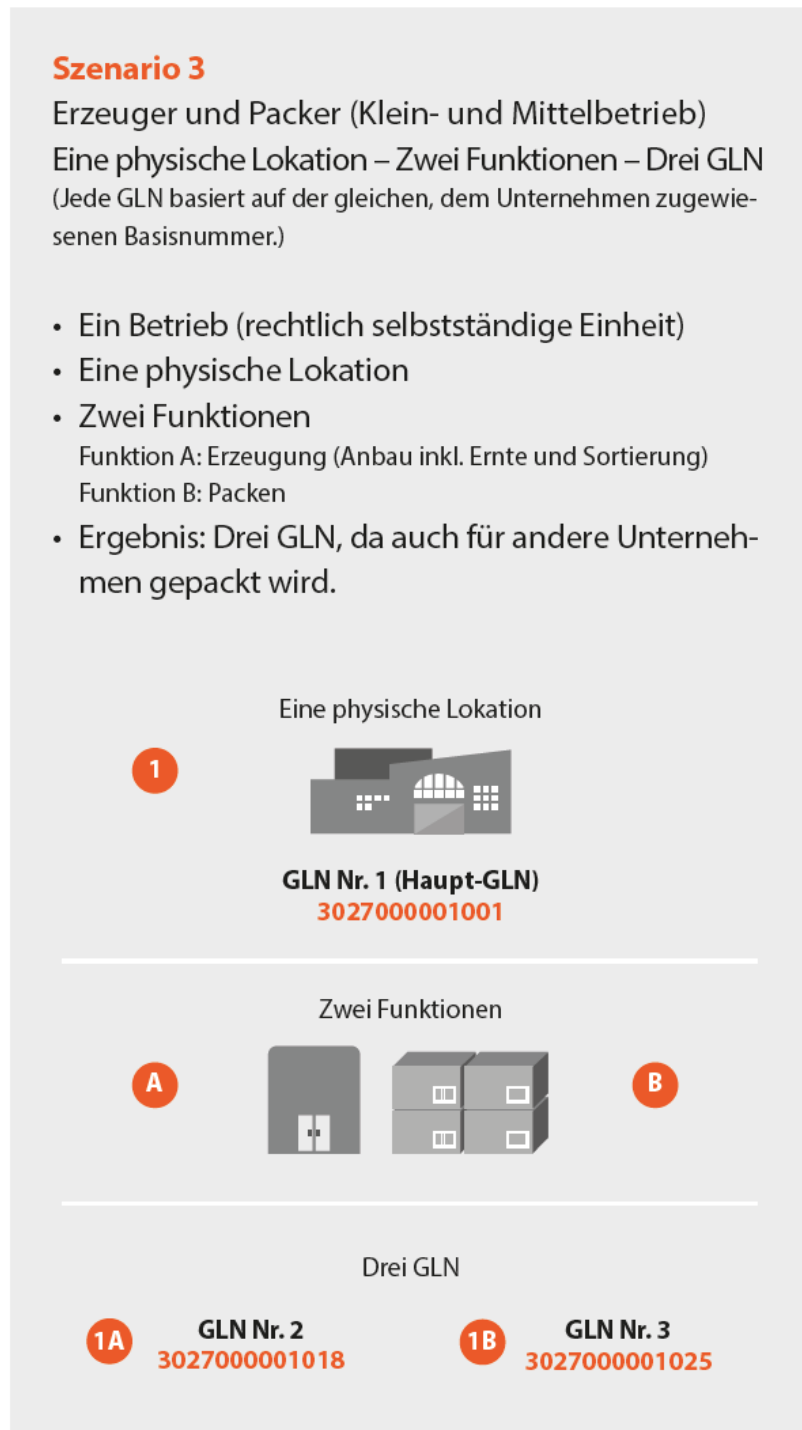 Szenario 3
Erzeuger und Packer (Klein- und Mittelbetrieb)
Eine physische Lokation – Zwei Funktionen – Drei GLN
(Jede GLN basiert auf der gleichen, dem Unternehmen zugewie-
senen Basisnummer.)
• Ein Betrieb (rechtlich selbstständige Einheit)
• Eine physische Lokation
• Zwei Funktionen
Funktion A: Erzeugung (Anbau inkl. Ernte und Sortierung)
Funktion B: Packen
• Ergebnis: Drei GLN, da auch für andere Unterneh-
men gepackt wird.
Eine physische Lokation
1
GLN Nr. 1 (Haupt-GLN)
3027000001001
Zwei Funktionen
A
B
Drei GLN
1A
GLN Nr. 2
3027000001018
1B
GLN Nr. 3
3027000001025